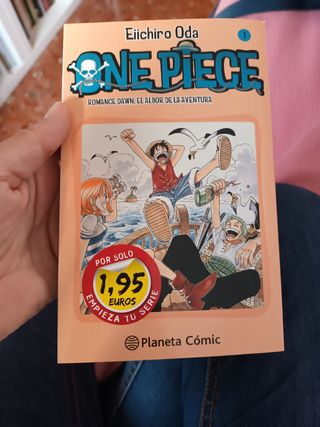 Eiichiro Oda
1
ONE PIECE
ROMANCE DAWN: EL ALBOR DE LA AVENTURA
POR SOLO
1,95
EUROS
EMPIEZA TU SERIE
Planeta Cómic